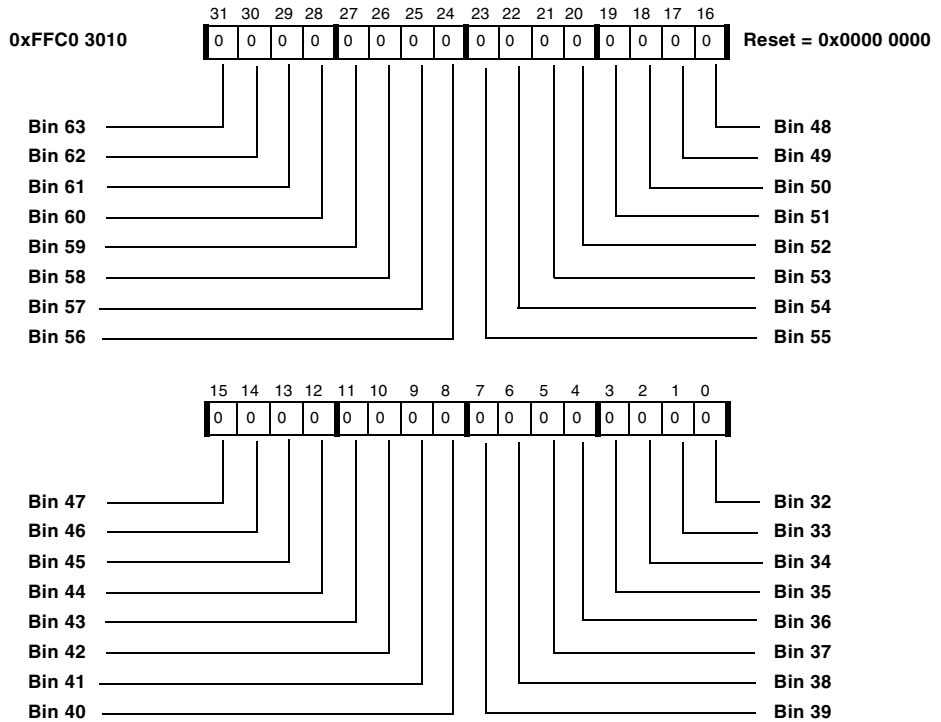 31 30 29 28 27 26 25 24 23 22 21 20 19 18 17 16
0xFFC0 3010 0 0 0 0 0 0 0 0 0 0 0 0 0 0 0 0 Reset = 0x0000 0000
Bin 63 Bin 48
Bin 62 Bin 49
Bin 61 Bin 50
Bin 60 Bin 51
Bin 59 Bin 52
Bin 58 Bin 53
Bin 57 Bin 54
Bin 56 Bin 55
15 14 13 12 11 10 9 8 7 6 5 4 3 2 1 0
0 0 0 0 0 0 0 0 0 0 0 0 0 0 0 0
Bin 47 Bin 32
Bin 46 Bin 33
Bin 45 Bin 34
Bin 44 Bin 35
Bin 43 Bin 36
Bin 42 Bin 37
Bin 41 Bin 38
Bin 40 Bin 39